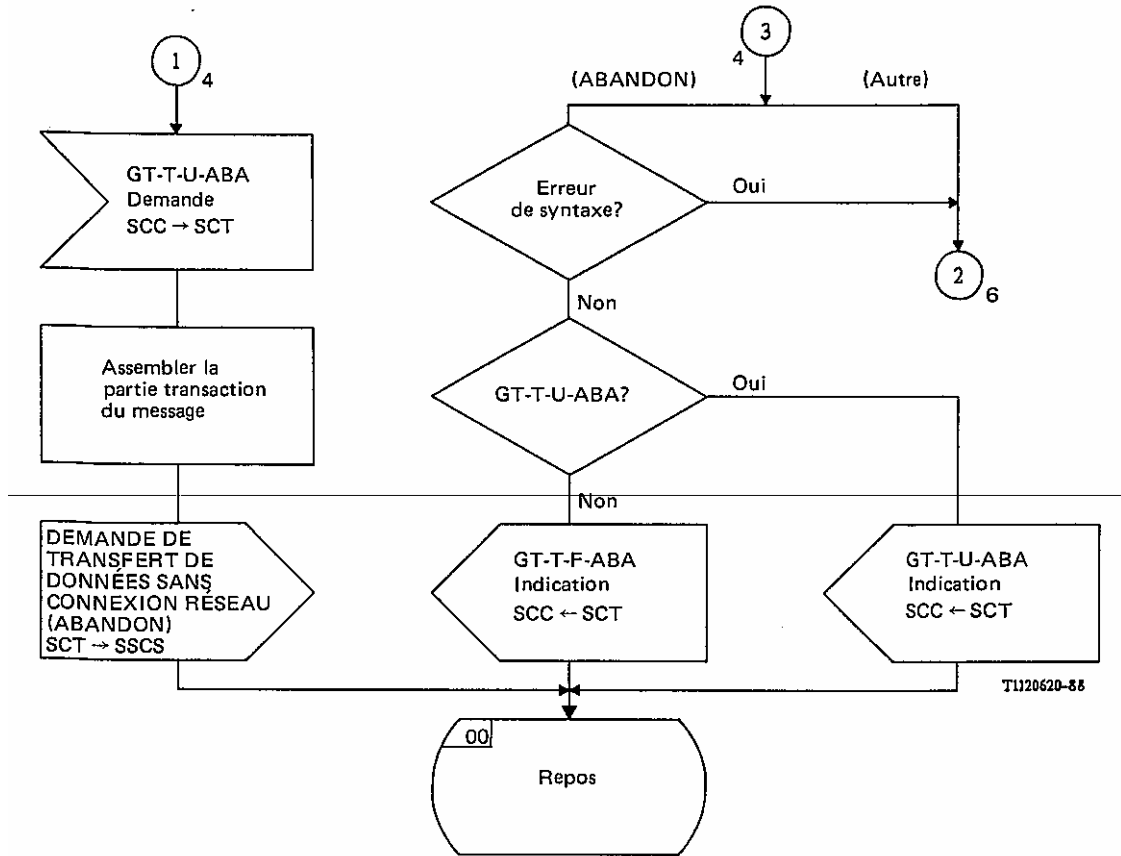 1
4
GT-T-U-ABA
Demande
SCC → SCT
Assembler la
partie transaction
du message
DEMANDE DE
TRANSFERT DE
DONNÉES SANS
CONNEXION RÉSEAU
(ABANDON)
SCT → SSCS
3
4
(ABANDON)
(Autre)
Erreur
de syntaxe?
Oui
2
6
Non
GT-T-U-ABA?
Oui
Non
GT-T-F-ABA
Indication
SCC ← SCT
GT-T-U-ABA
Indication
SCC ← SCT
T1120620-88
00
Repos